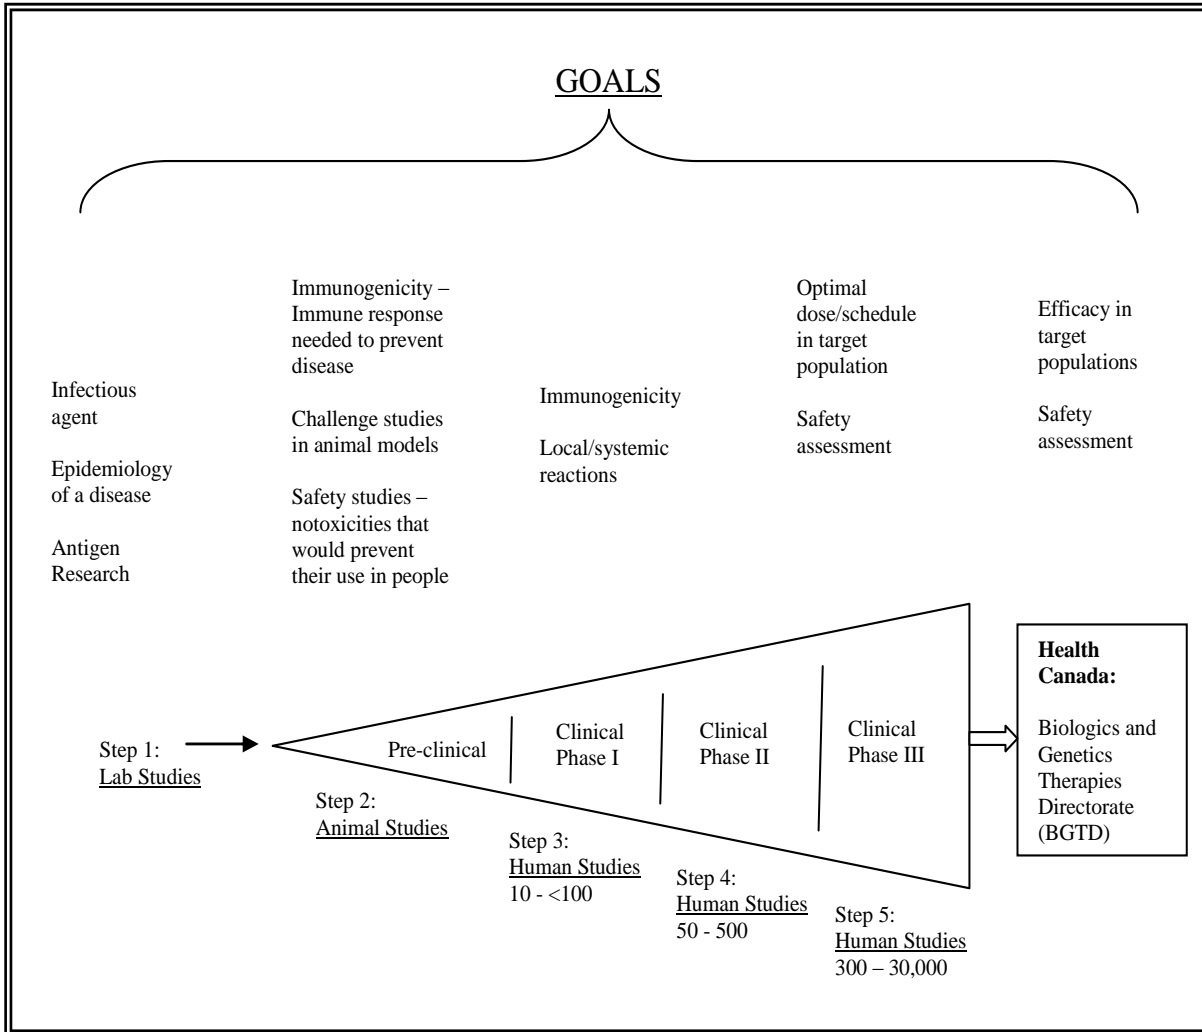 GOALS
Infectious
agent
Epidemiology
of a disease
Antigen
Research
Immunogenicity –
Immune response
needed to prevent
disease
Challenge studies
in animal models
Safety studies –
notoxicities that
would prevent
their use in people
Immunogenicity
Local/systemic
reactions
Optimal
dose/schedule
in target
population
Safety
assessment
Efficacy in
target
populations
Safety
assessment
Step 1:
Lab Studies
Pre-clinical
Step 2:
Animal Studies
Clinical
Phase I
Step 3:
Human Studies
10 - <100
Clinical
Phase II
Step 4:
Human Studies
50 - 500
Clinical
Phase III
Step 5:
Human Studies
300 – 30,000
Health
Canada:
Biologics and
Genetics
Therapies
Directorate
(BGTD)